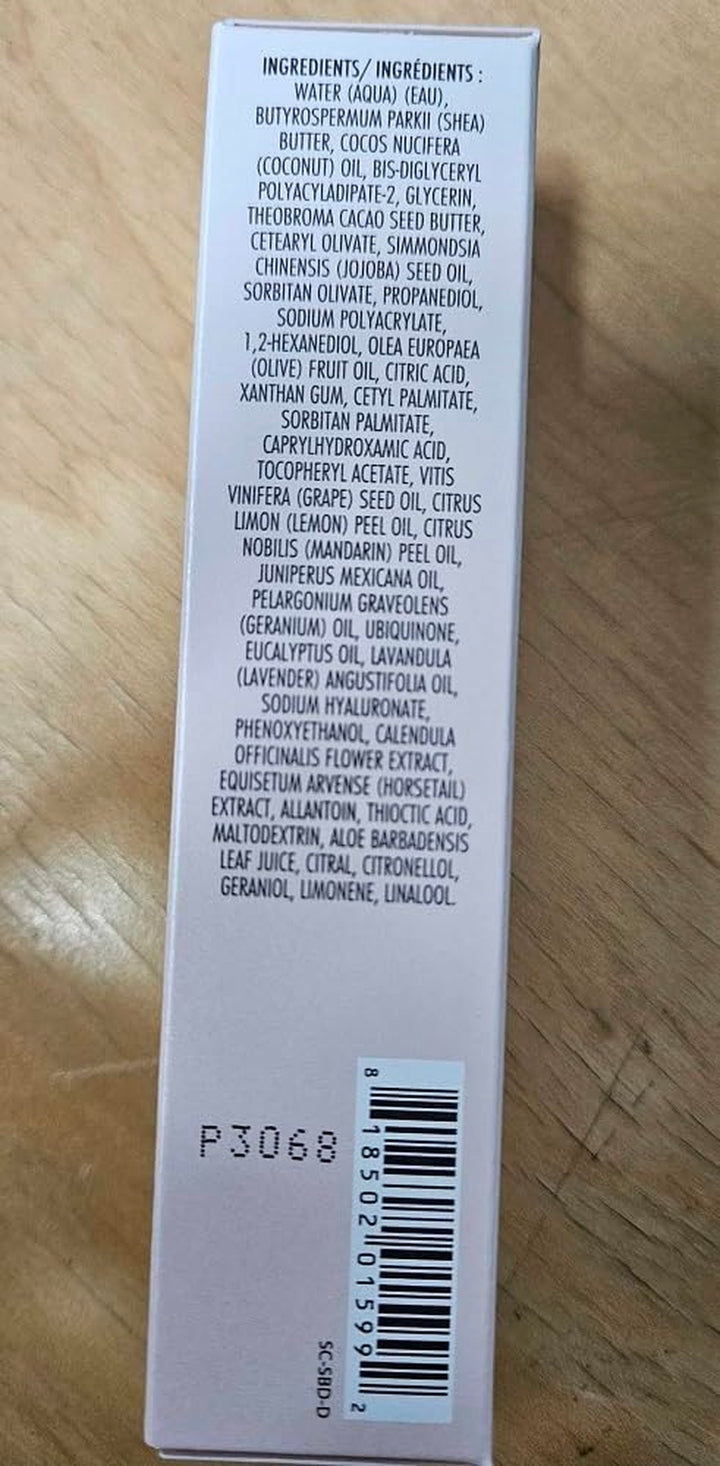 INGREDIENTS/ INGRÉDIENTS :
WATER (AQUA) (EAU),
BUTYROSPERMUM PARKII (SHEA)
BUTTER, COCOS NUCIFERA
(COCONUT) OIL, BIS-DIGLYCERYL
POLYACYLADIPATE-2, GLYCERIN,
THEOBROMA CACAO SEED BUTTER,
CETEARYL OLIVATE, SIMMONDSIA
CHINENSIS (JOJOBA) SEED OIL,
SORBITAN OLIVATE, PROPANEDIOL,
SODIUM POLYACRYLATE,
1,2-HEXANEDIOL, OLEA EUROPAEA
(OLIVE) FRUIT OIL, CITRIC ACID,
XANTHAN GUM, CETYL PALMITATE,
SORBITAN PALMITATE,
CAPRYLHYDROXAMIC ACID,
TOCOPHERYL ACETATE, VITIS
VINIFERA (GRAPE) SEED OIL, CITRUS
LIMON (LEMON) PEEL OIL, CITRUS
NOBILIS (MANDARIN) PEEL OIL,
JUNIPERUS MEXICANA OIL,
PELARGONIUM GRAVEOLENS
(GERANIUM) OIL, UBIQUINONE,
EUCALYPTUS OIL, LAVANDULA
(LAVENDER) ANGUSTIFOLIA OIL,
SODIUM HYALURONATE,
PHENOXYETHANOL, CALENDULA
OFFICINALIS FLOWER EXTRACT,
EQUISETUM ARVENSE (HORSETAIL)
EXTRACT, ALLANTOIN, THIOCTIC ACID,
MALTODEXTRIN, ALOE BARBADENSIS
LEAF JUICE, CITRAL, CITRONELLOL,
GERANIOL, LIMONENE, LINALOOL.
P3068
8 18502 01599 2
SC-SBD-D